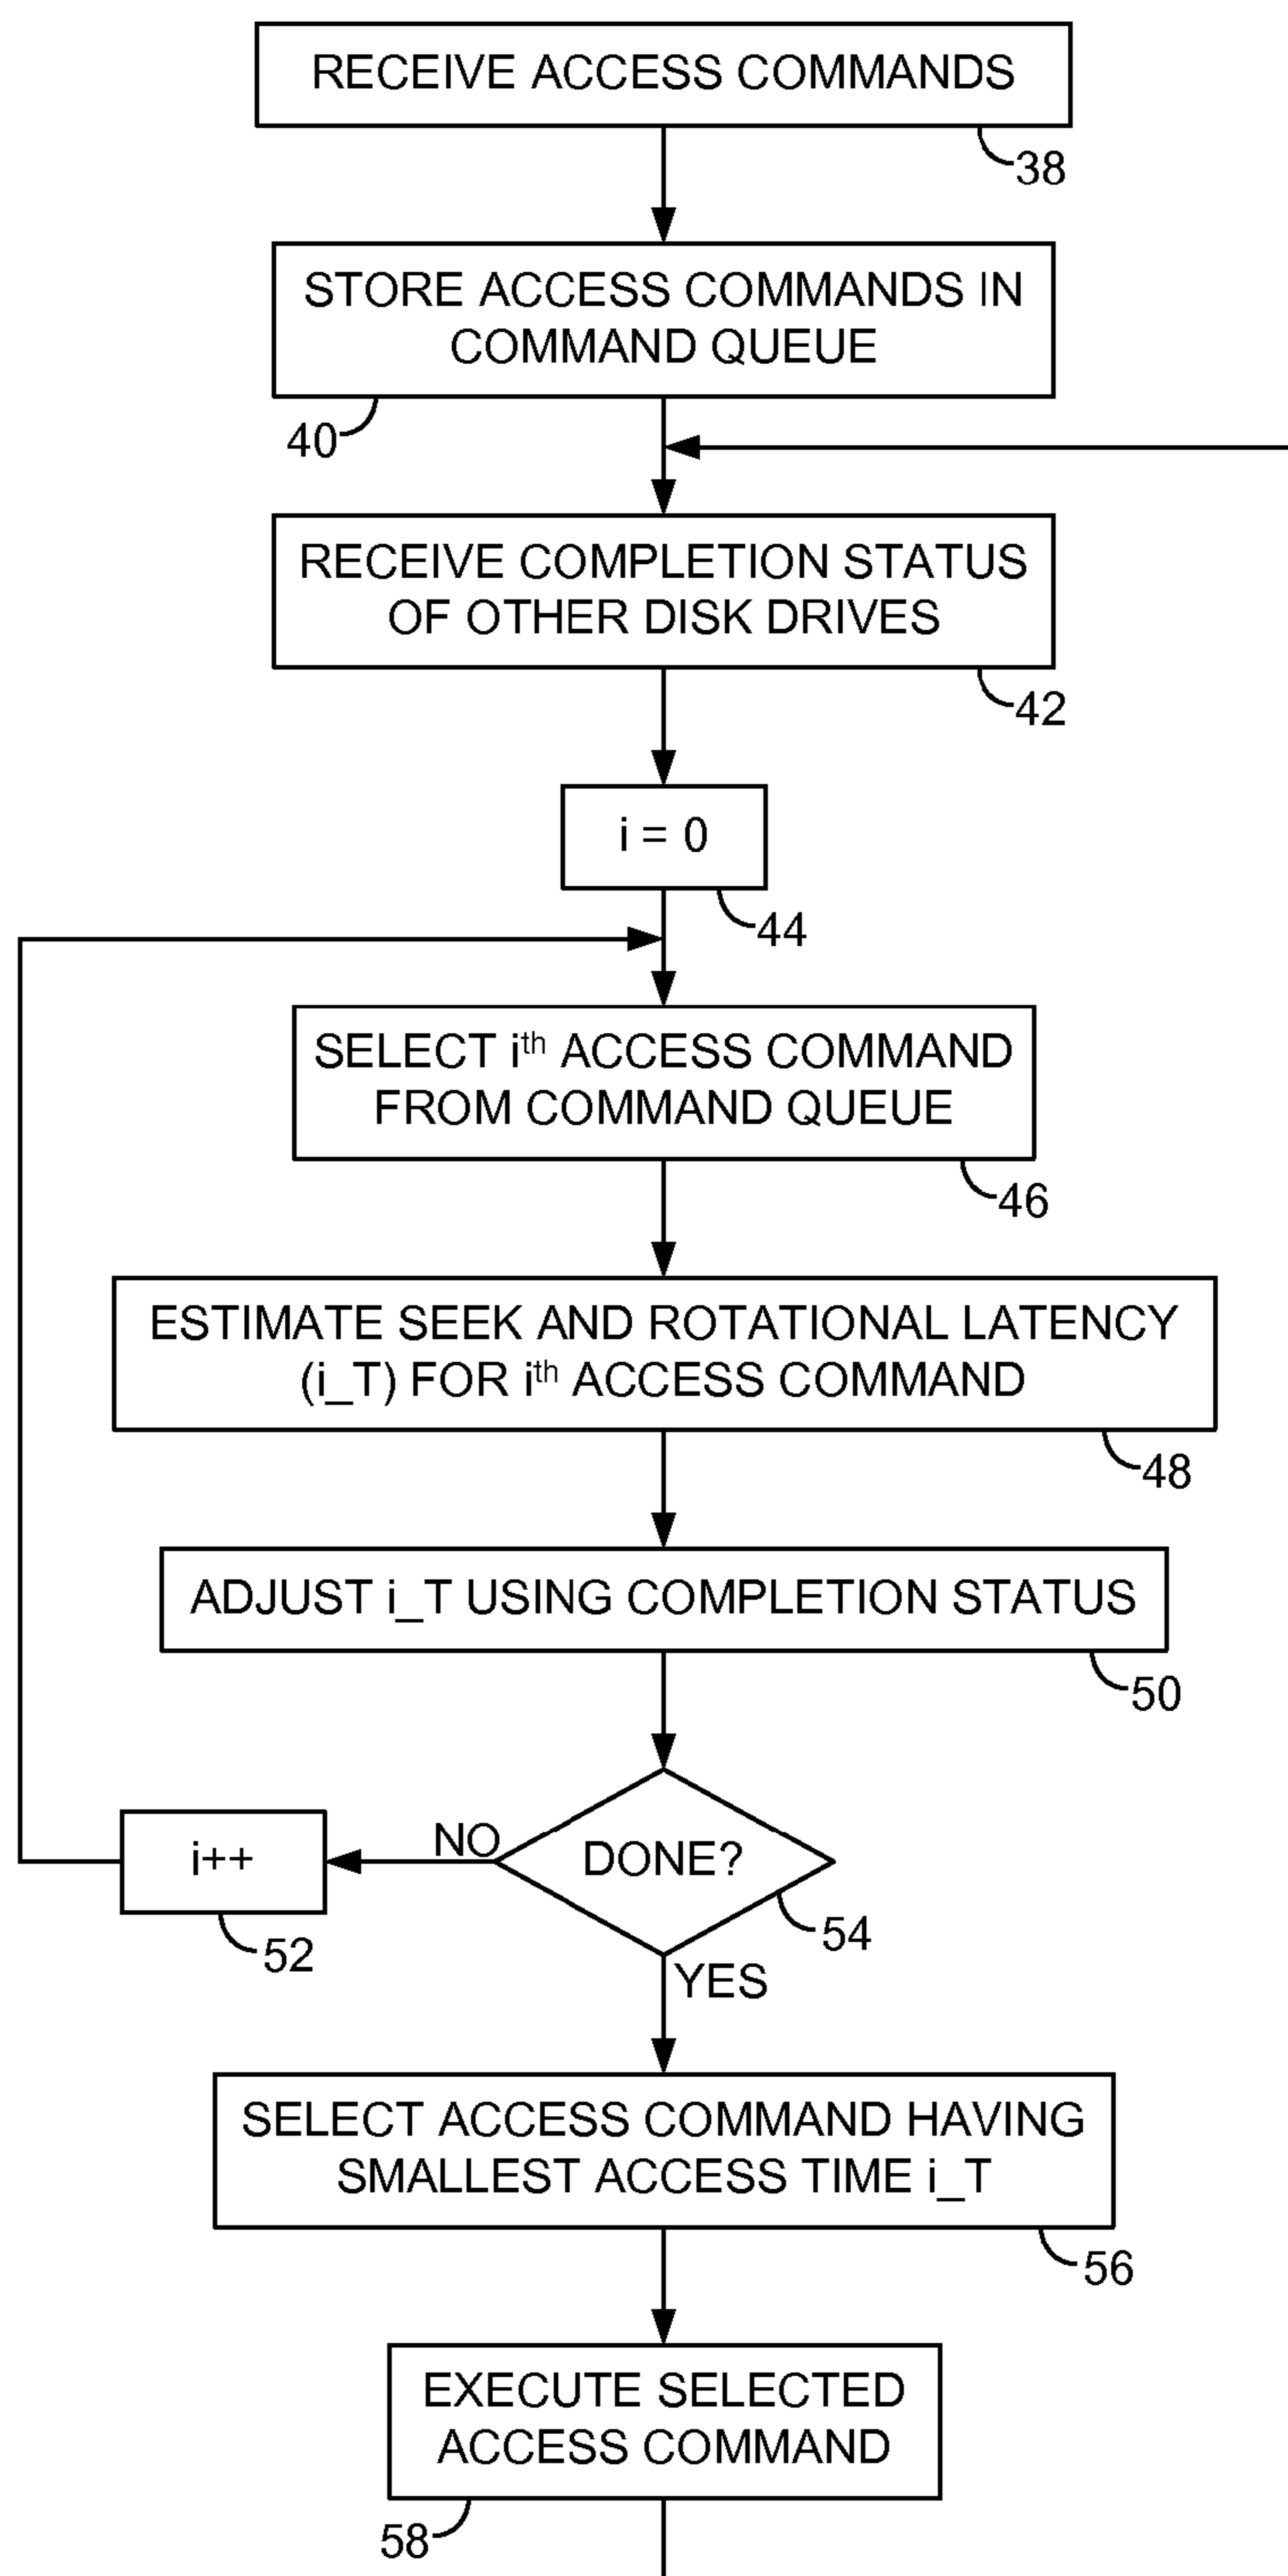 RECEIVE ACCESS COMMANDS
38
STORE ACCESS COMMANDS IN
COMMAND QUEUE
40
RECEIVE COMPLETION STATUS
OF OTHER DISK DRIVES
42
i = 0
44
SELECT ith ACCESS COMMAND
FROM COMMAND QUEUE
46
ESTIMATE SEEK AND ROTATIONAL LATENCY
(i_T) FOR ith ACCESS COMMAND
48
ADJUST i_T USING COMPLETION STATUS
50
NO
DONE?
i++
52
54
YES
SELECT ACCESS COMMAND HAVING
SMALLEST ACCESS TIME i_T
56
EXECUTE SELECTED
ACCESS COMMAND
58